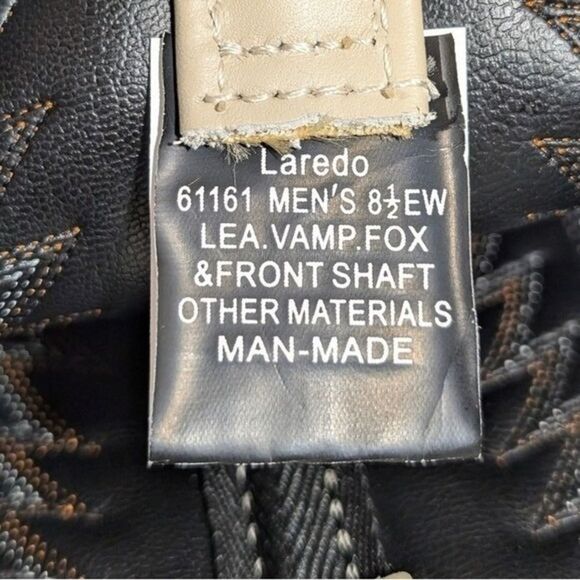 Laredo
61161 MEN'S 8½EW
LEA.VAMP.FOX
&FRONT SHAFT
OTHER MATERIALS
MAN-MADE